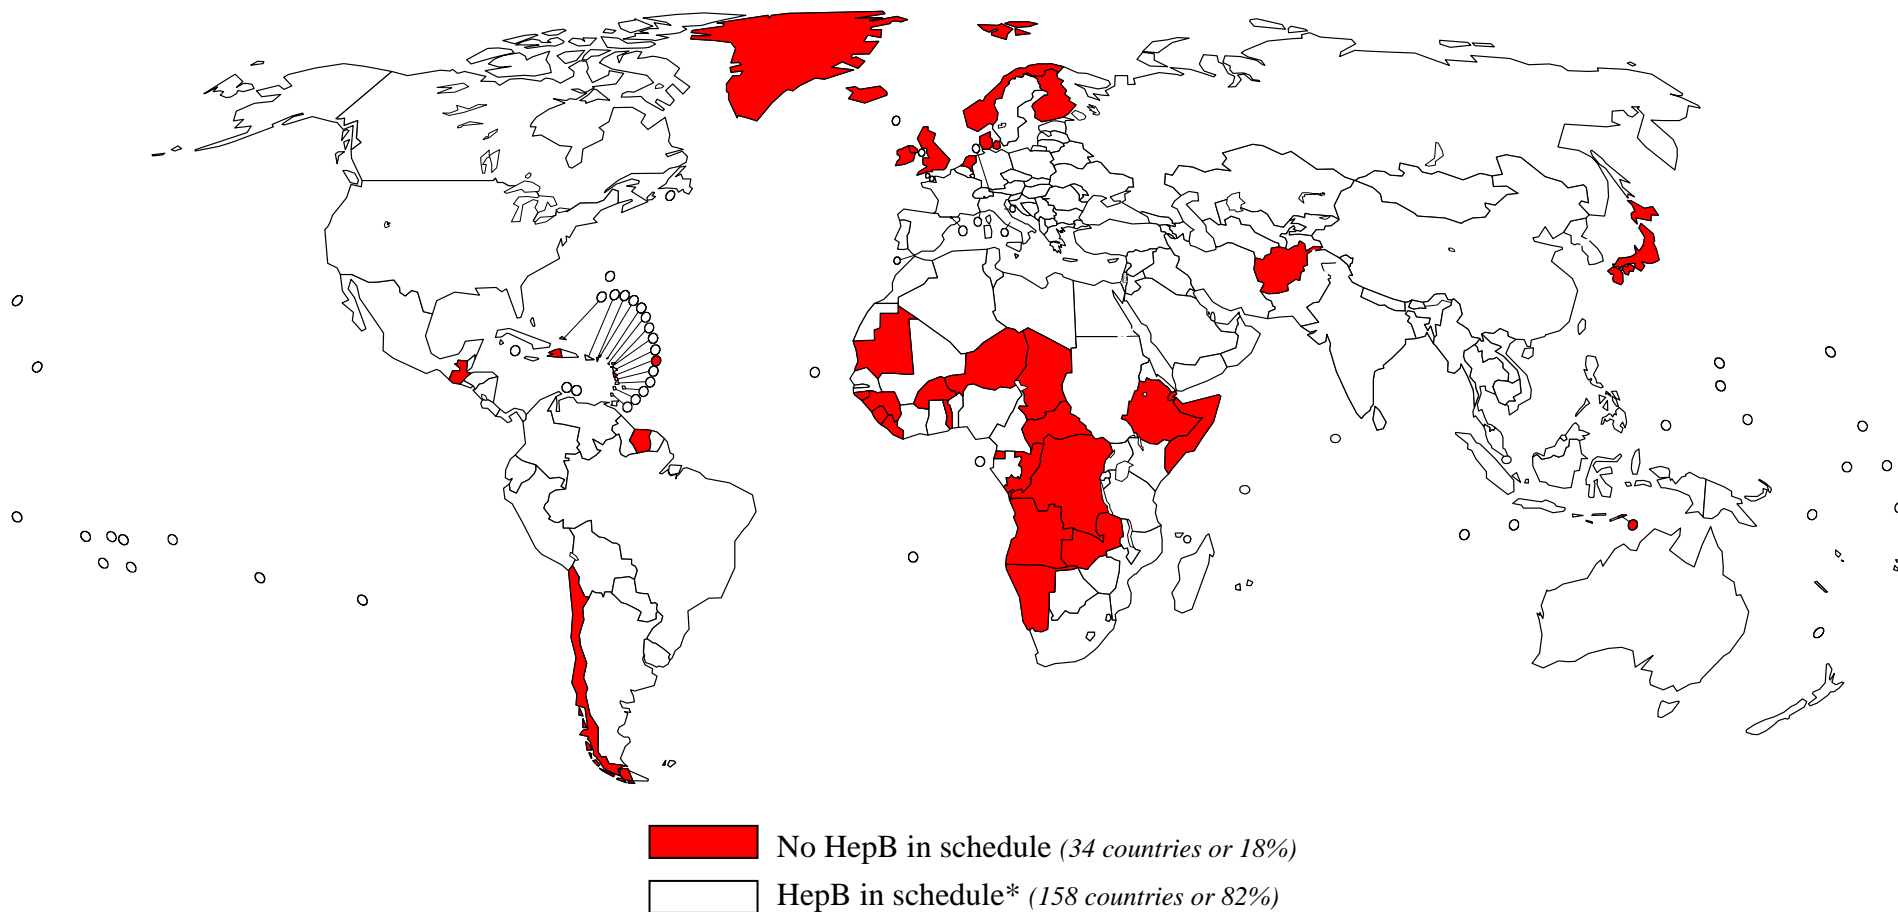 No HepB in schedule (34 countries or 18%)
HepB in schedule* (158 countries or 82%)